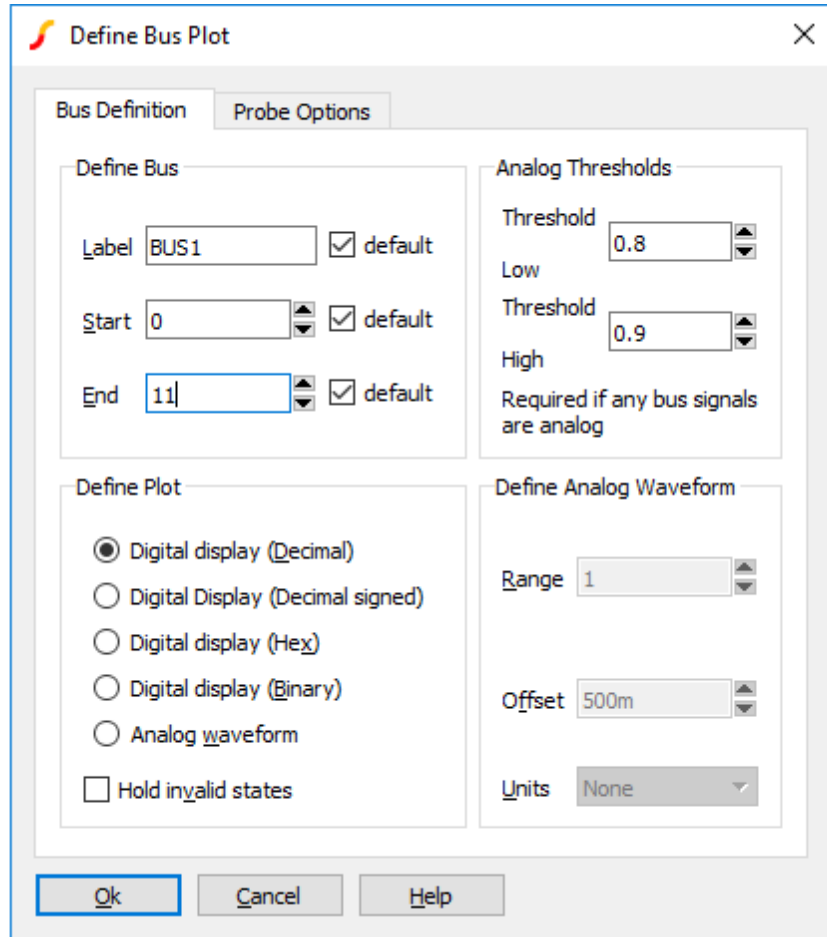 Define Bus Plot
Bus Definition
Probe Options
Define Bus
Label BUS1 default
Start 0 default
End 11 default
Analog Thresholds
Threshold
Low
0.8
Threshold
High
0.9
Required if any bus signals
are analog
Define Plot
Digital display (Decimal)
Digital Display (Decimal signed)
Digital display (Hex)
Digital display (Binary)
Analog waveform
Hold invalid states
Define Analog Waveform
Range 1
Offset 500m
Units None
Ok
Cancel
Help